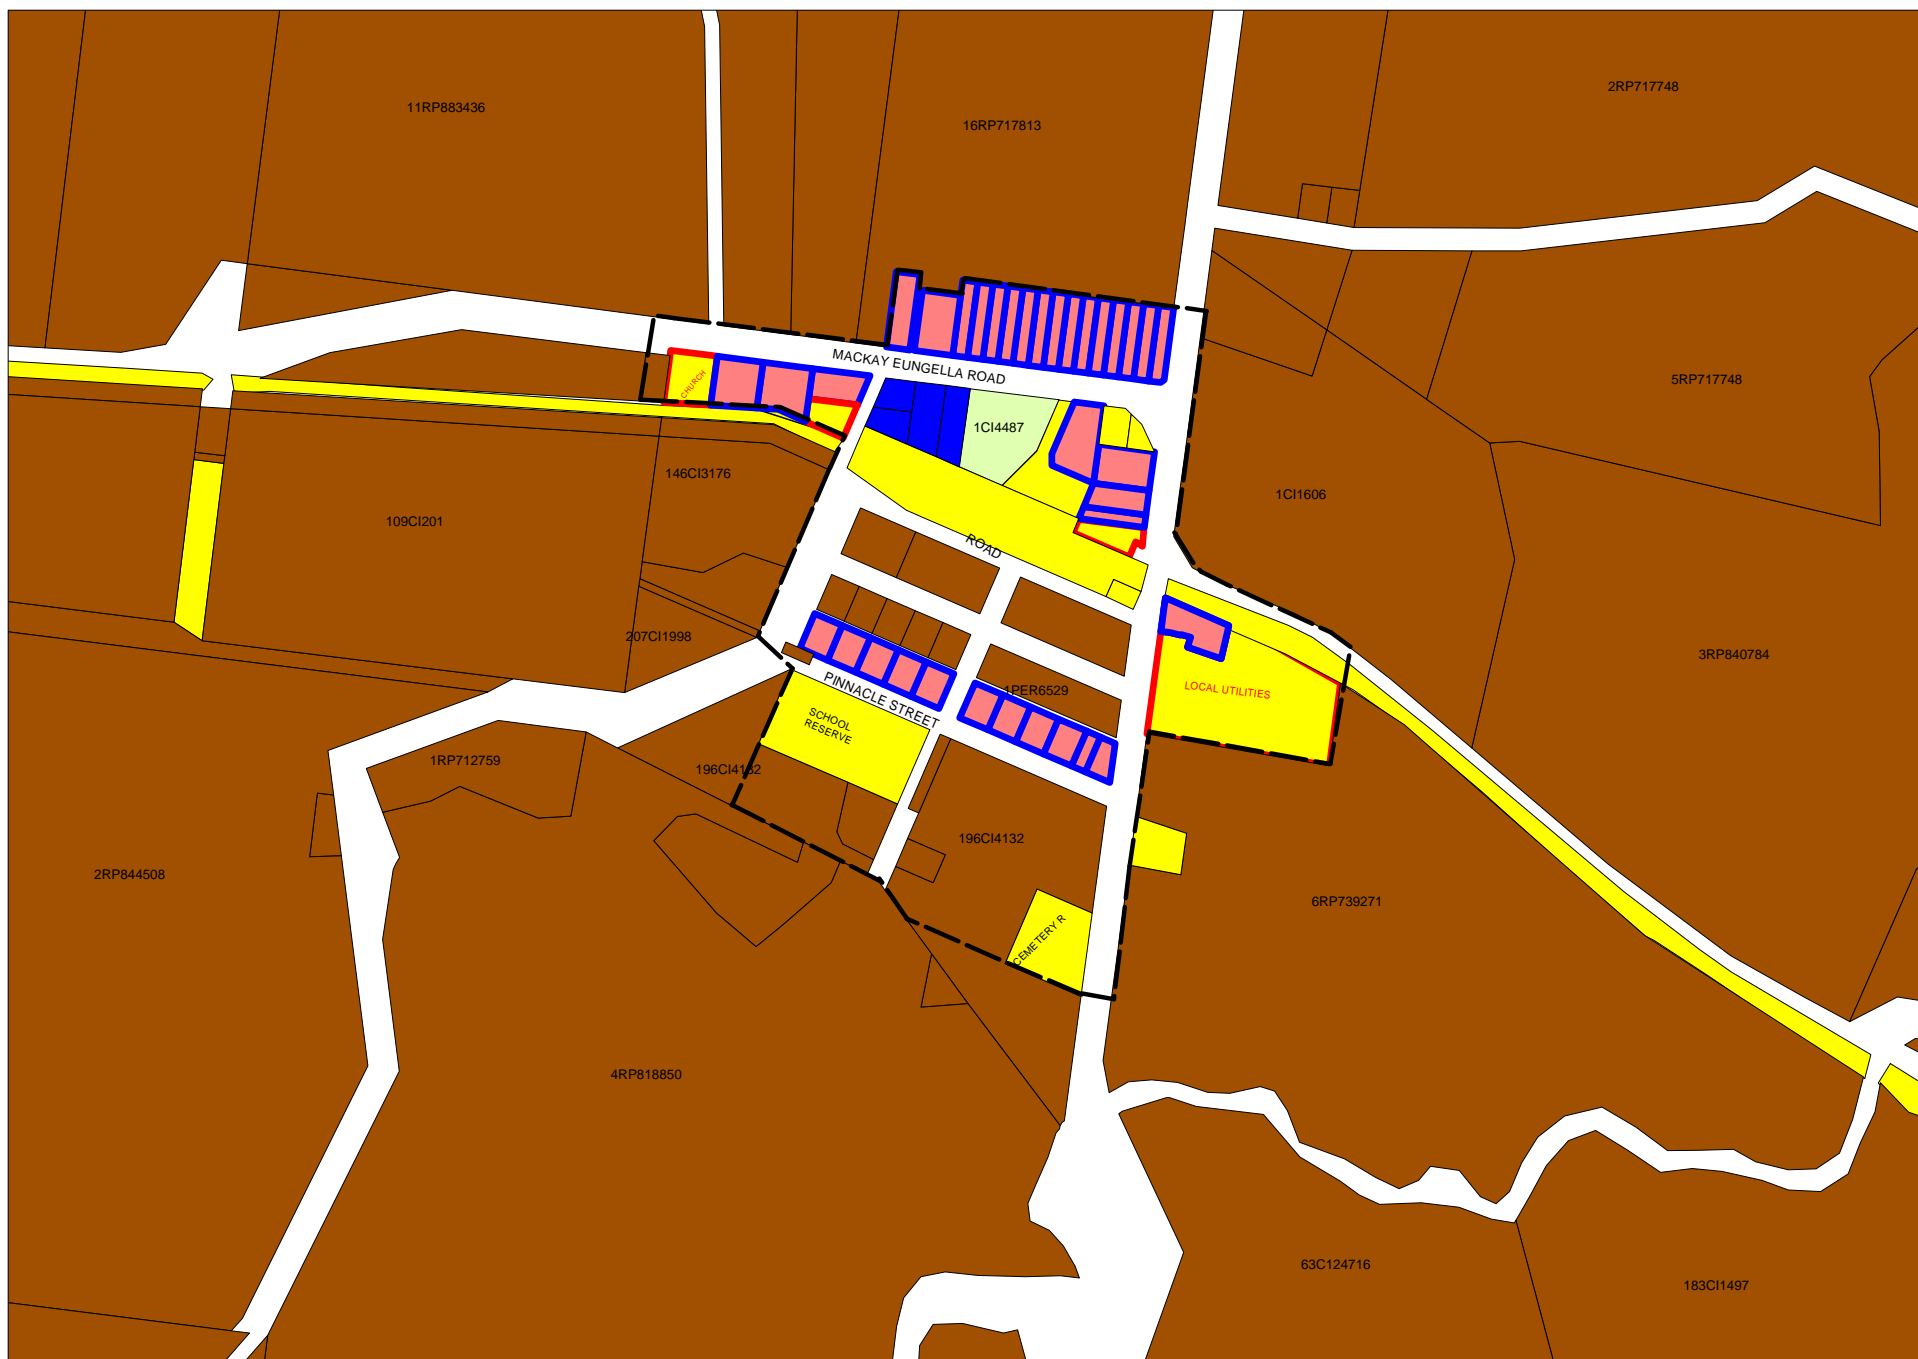 2RP717748
11RP883436
16RP717813
MACKAY EUNGELLA ROAD
CHURCH
5RP717748
1CI4487
146CI3176
1CI1606
109CI201
ROAD
207CI1998
3RP840784
1PER6529
LOCAL UTILITIES
PINNACLE STREET
SCHOOL
RESERVE
1RP712759
196CI4132
196CI4132
2RP844508
6RP739271
CEMETERY R
4RP818850
63C124716
183CI1497